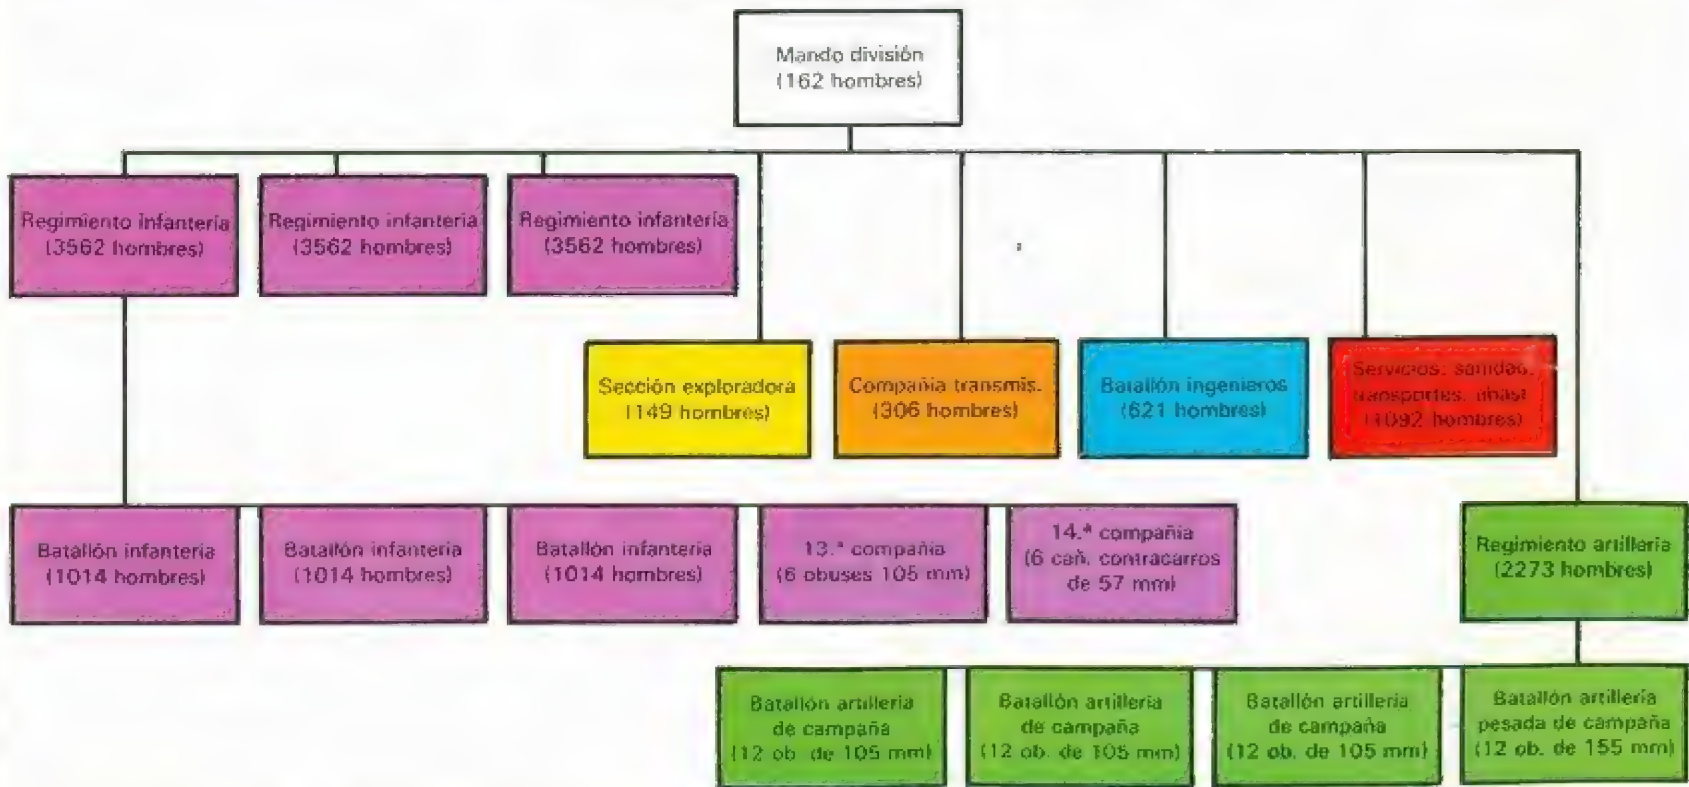 Mando división
(162 hombres)
Regimiento infantería
(3562 hombres)
Regimiento infantería
(3562 hombres)
Regimiento infantería
(3562 hombres)
Sección exploradora
(149 hombres)
Compañía transmis.
(306 hombres)
Batallón ingenieros
(621 hombres)
Servicios: sanidad,
transportes, abast.
(1092 hombres)
Batallón infantería
(1014 hombres)
Batallón infantería
(1014 hombres)
Batallón infantería
(1014 hombres)
13.ª compañía
(6 obuses 105 mm)
14.ª compañía
(6 cañ. contracarros
de 57 mm)
Regimiento artillería
(2273 hombres)
Batallón artillería
de campaña
(12 ob. de 105 mm)
Batallón artillería
de campaña
(12 ob. de 105 mm)
Batallón artillería
de campaña
(12 ob. de 105 mm)
Batallón artillería
pesada de campaña
(12 ob. de 155 mm)